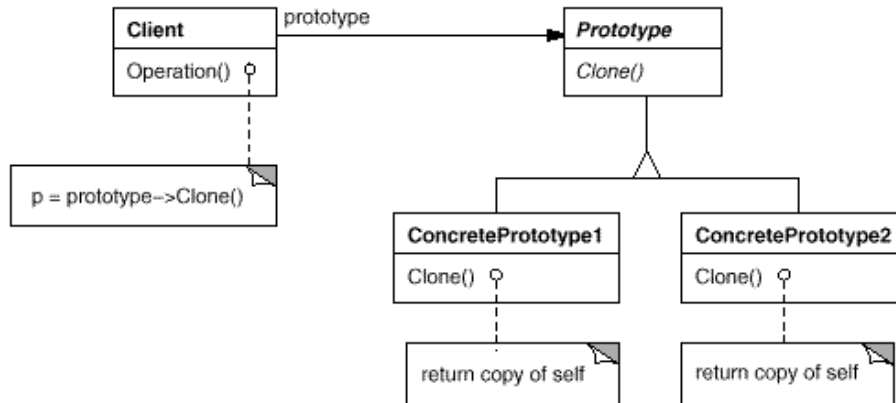 Client
prototype
Prototype
Operation()
Clone()
p = prototype->Clone()
ConcretePrototype1
ConcretePrototype2
Clone()
Clone()
return copy of self
return copy of self